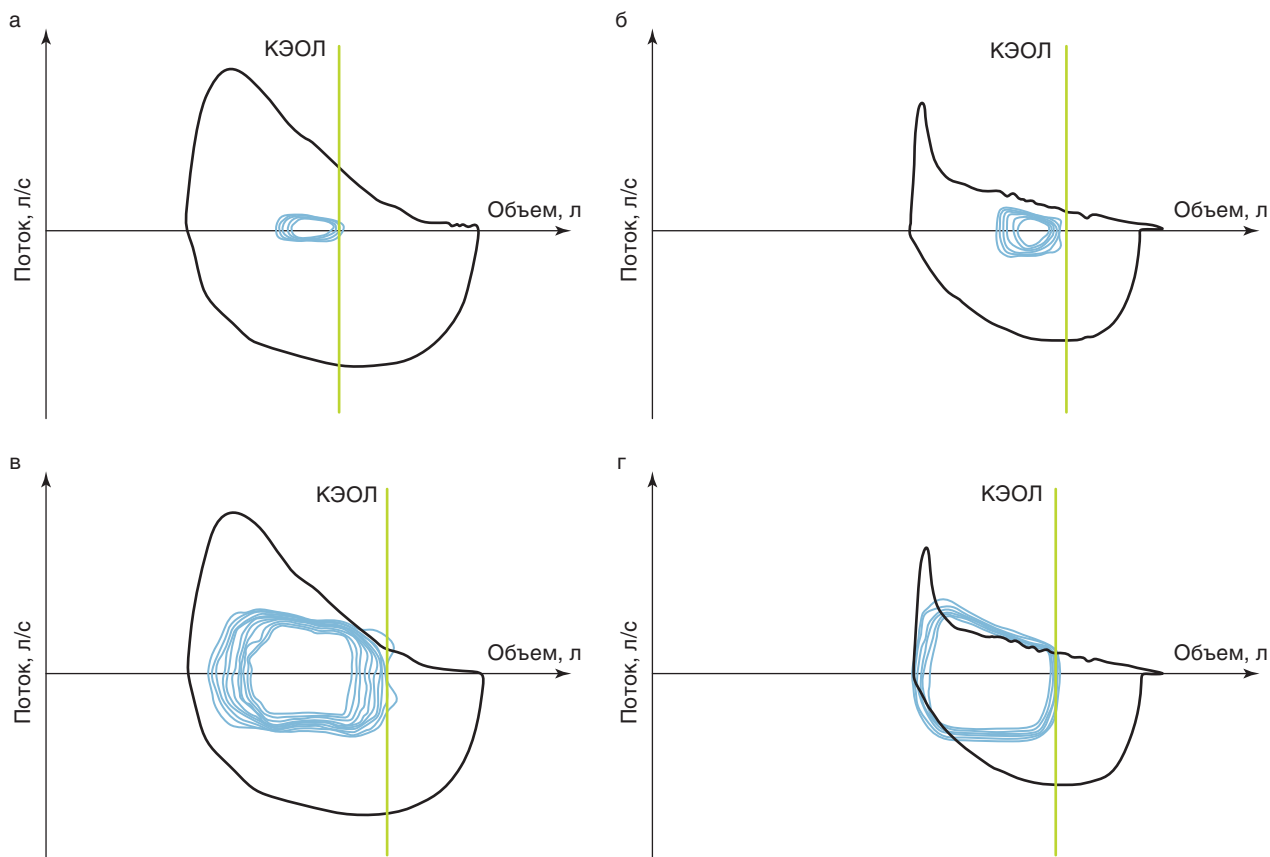 а
КЭОЛ
Объем, л
Поток, л/с
б
КЭОЛ
Объем, л
Поток, л/с
в
КЭОЛ
Объем, л
Поток, л/с
г
КЭОЛ
Объем, л
Поток, л/с